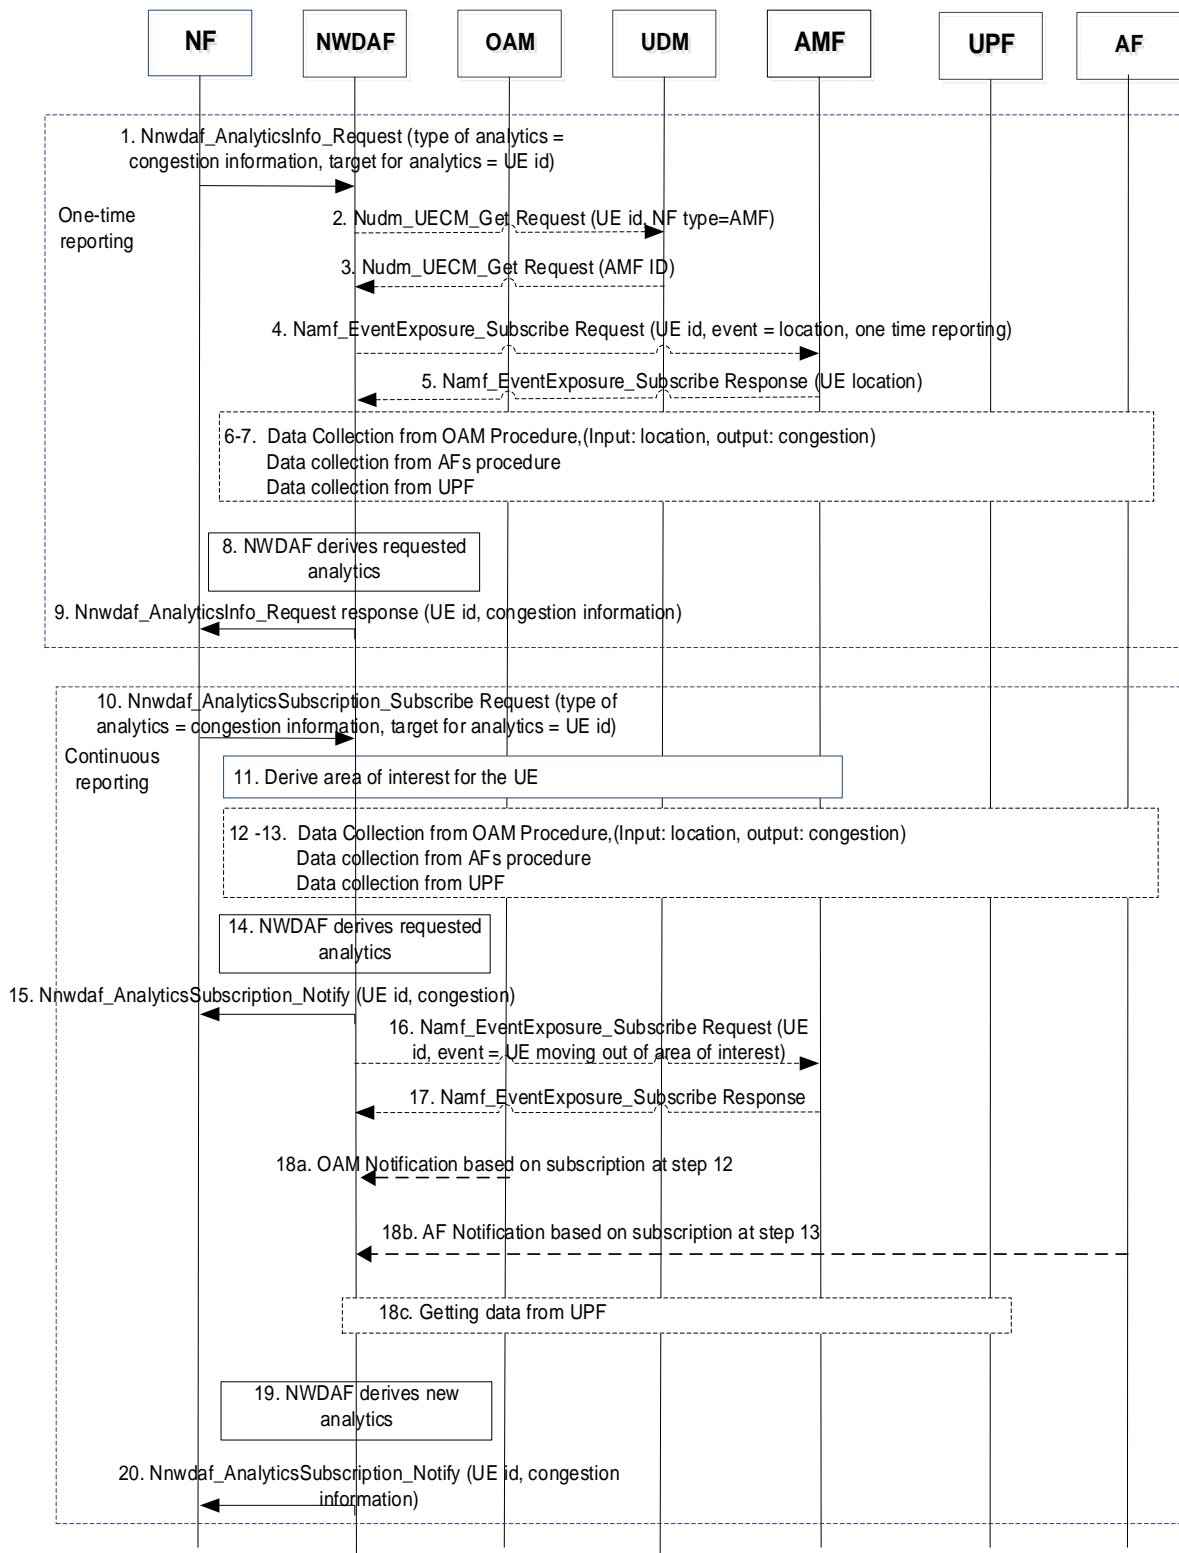 NF NWDAF OAM UDM AMF UPF AF
1. Nnwdaf_AnalyticsInfo_Request (type of analytics =
congestion information, target for analytics = UE id)
One-time
reporting
2. Nudm_UECM_Get Request (UE id, NF type=AMF)
3. Nudm_UECM_Get Request (AMF ID)
4. Namf_EventExposure_Subscribe Request (UE id, event = location, one time reporting)
5. Namf_EventExposure_Subscribe Response (UE location)
6-7. Data Collection from OAM Procedure,(Input: location, output: congestion)
Data collection from AFs procedure
Data collection from UPF
8. NWDAF derives requested
analytics
9. Nnwdaf_AnalyticsInfo_Request response (UE id, congestion information)
10. Nnwdaf_AnalyticsSubscription_Subscribe Request (type of
analytics = congestion information, target for analytics = UE id)
Continuous
reporting
11. Derive area of interest for the UE
12 -13. Data Collection from OAM Procedure,(Input: location, output: congestion)
Data collection from AFs procedure
Data collection from UPF
14. NWDAF derives requested
analytics
15. Nnwdaf_AnalyticsSubscription_Notify (UE id, congestion)
16. Namf_EventExposure_Subscribe Request (UE
id, event = UE moving out of area of interest)
17. Namf_EventExposure_Subscribe Response
18a. OAM Notification based on subscription at step 12
18b. AF Notification based on subscription at step 13
18c. Getting data from UPF
19. NWDAF derives new
analytics
20. Nnwdaf_AnalyticsSubscription_Notify (UE id, congestion
information)